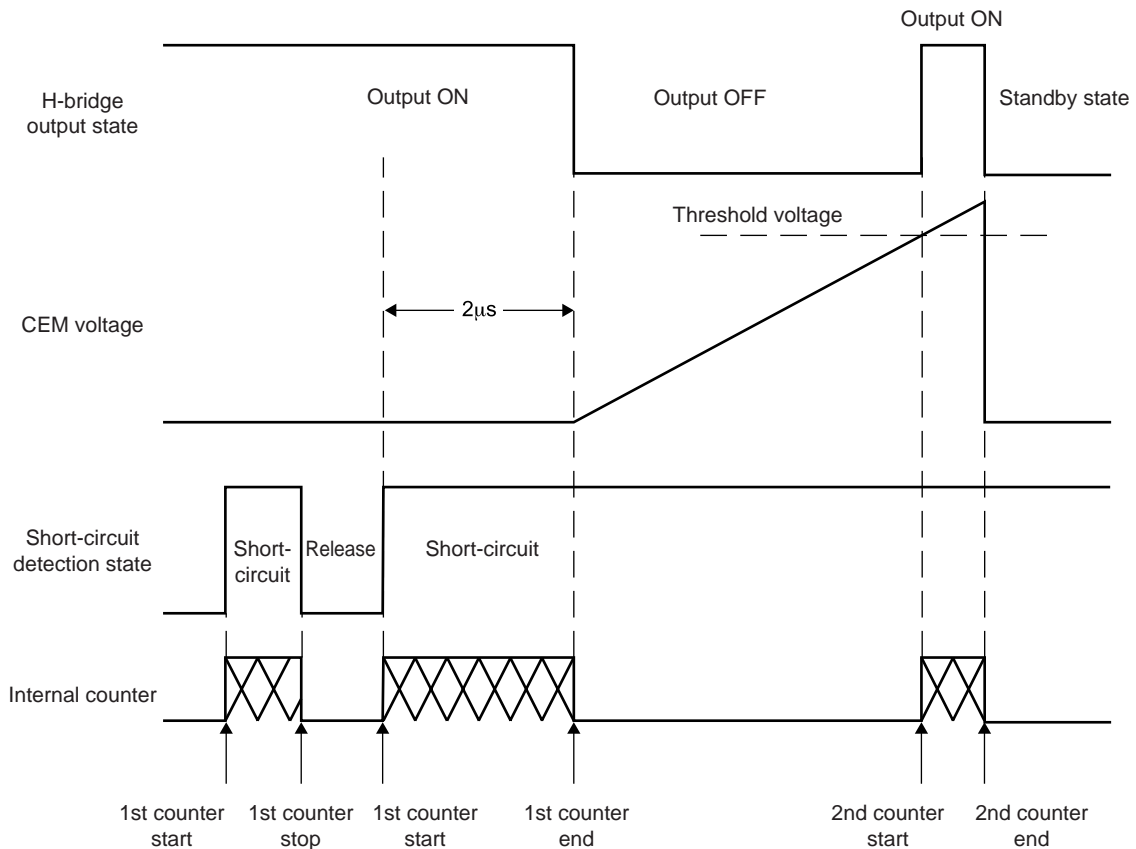 Output ON
H-bridge
output state
Output ON
Output OFF
Standby state
Threshold voltage
2μs
CEM voltage
Short-circuit
detection state
Short-
circuit
Release
Short-circuit
Internal counter
1st counter
start
1st counter
stop
1st counter
start
1st counter
end
2nd counter
start
2nd counter
end